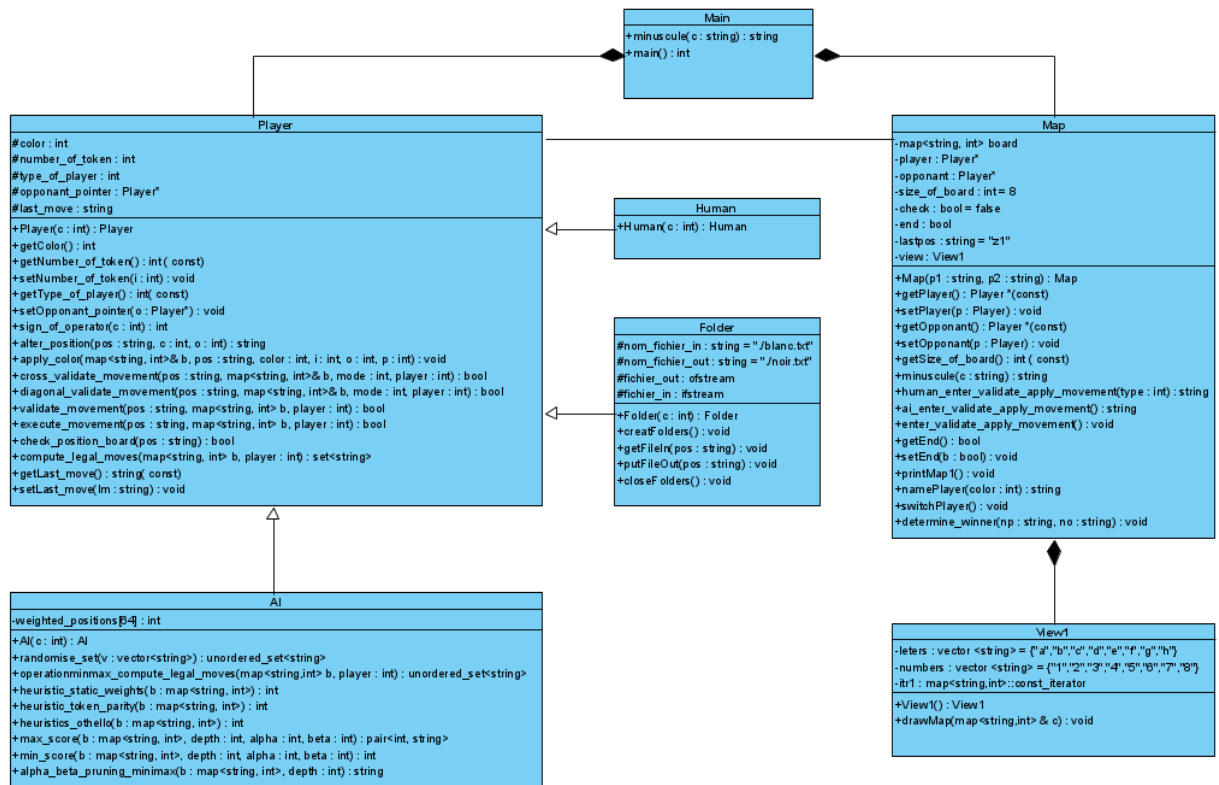 Main
+minuscule(c : string) : string
+main() : int
Player
#color : int
#number_of_token : int
#type_of_player : int
#opponant_pointer : Player*
#last_move : string
+Player(c : int) : Player
+getColor() : int
+getNumber_of_token() : int( const)
+setNumber_of_token(i : int) : void
+getType_of_player() : int( const)
+setOpponant_pointer(o : Player*) : void
+sign_of_operator(c : int) : int
+alter_position(pos : string, c : int, o : int) : string
+apply_color(map<string, int>& b, pos : string, color : int, i : int, o : int, p : int) : void
+cross_validate_movement(pos : string, map<string, int>& b, mode : int, player : int) : bool
+diagonal_validate_movement(pos : string, map<string, int>& b, mode : int, player : int) : bool
+validate_movement(pos : string, map<string, int> b, player : int) : bool
+execute_movement(pos : string, map<string, int> b, player : int) : bool
+check_position_board(pos : string) : bool
+compute_legal_moves(map<string, int> b, player : int) : set<string>
+getLast_move() : string( const)
+setLast_move(lm : string) : void
Human
+Human(c : int) : Human
Folder
#nom_fichier_in : string = "./blanc.txt"
#nom_fichier_out : string = "./noir.txt"
#fichier_out : ofstream
#fichier_in : ifstream
+Folder(c : int) : Folder
+creatFolders() : void
+getFileIn(pos : string) : void
+putFileOut(pos : string) : void
+closeFolders() : void
Map
-map<string, int> board
-player : Player*
-opponant : Player*
-size_of_board : int = 8
-check : bool = false
-end : bool
-lastpos : string = "z1"
-view : View1
+Map(p1 : string, p2 : string) : Map
+getPlayer() : Player *(const)
+setPlayer(p : Player) : void
+getOpponant() : Player *(const)
+setOpponant(p : Player) : void
+getSize_of_board() : int ( const)
+minuscule(c : string) : string
+human_enter_validate_apply_movement(type : int) : string
+ai_enter_validate_apply_movement() : string
+enter_validate_apply_movement() : void
+getEnd() : bool
+setEnd(b : bool) : void
+printMap1() : void
+namePlayer(color : int) : string
+switchPlayer() : void
+determine_winner(np : string, no : string) : void
AI
-weighted_positions[64] : int
+AI(c : int) : AI
+randomise_set(v : vector<string>) : unordered_set<string>
+operationminmax_compute_legal_moves(map<string,int> b, player : int) : unordered_set<string>
+heuristic_static_weights(b : map<string, int>) : int
+heuristic_token_parity(b : map<string, int>) : int
+heuristics_othello(b : map<string, int>) : int
+max_score(b : map<string, int>, depth : int, alpha : int, beta : int) : pair<int, string>
+min_score(b : map<string, int>, depth : int, alpha : int, beta : int) : int
+alpha_beta_pruning_minimax(b : map<string, int>, depth : int) : string
View1
-leters : vector <string> = {"a","b","c","d","e","f","g","h"}
-numbers : vector <string> = {"1","2","3","4","5","6","7","8"}
-itr1 : map<string,int>::const_iterator
+View1() : View1
+drawMap(map<string,int> & c) : void